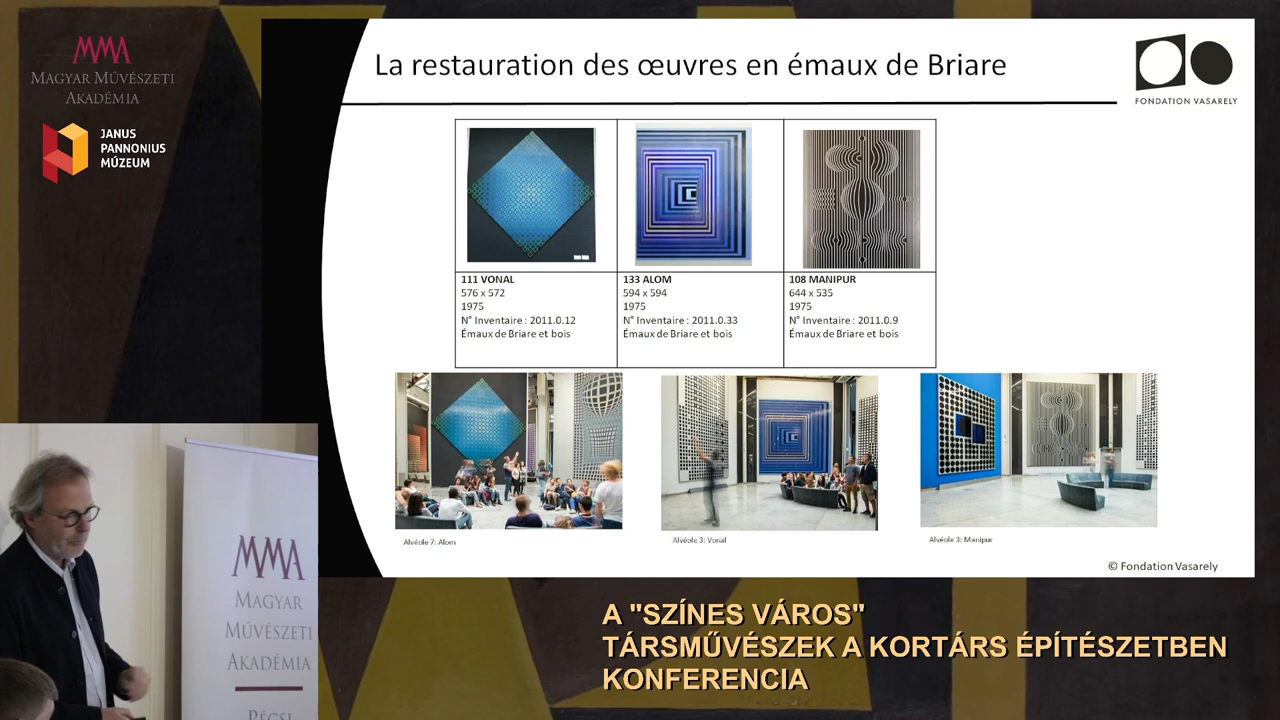 MMA
MAGYAR MŰVÉSZETI
AKADÉMIA
JANUS
PANNONIUS
MÚZEUM
La restauration des œuvres en émaux de Briare
FONDATION VASARELY
111 VONAL
576 x 572
1975
N° Inventaire : 2011.0.12
Émaux de Briare et bois
133 ALOM
594 x 594
1975
N° Inventaire : 2011.0.33
Émaux de Briare et bois
108 MANIPUR
644 x 535
1975
N° Inventaire : 2011.0.9
Émaux de Briare et bois
Alvéole 7: Alom
Alvéole 3: Vonal
Alvéole 3: Manipur
© Fondation Vasarely
MMA
MAGYAR
MŰVÉSZETI
AKADÉMIA
PÉCSI
A "SZÍNES VÁROS"
TÁRSMŰVÉSZEK A KORTÁRS ÉPÍTÉSZETBEN
KONFERENCIA